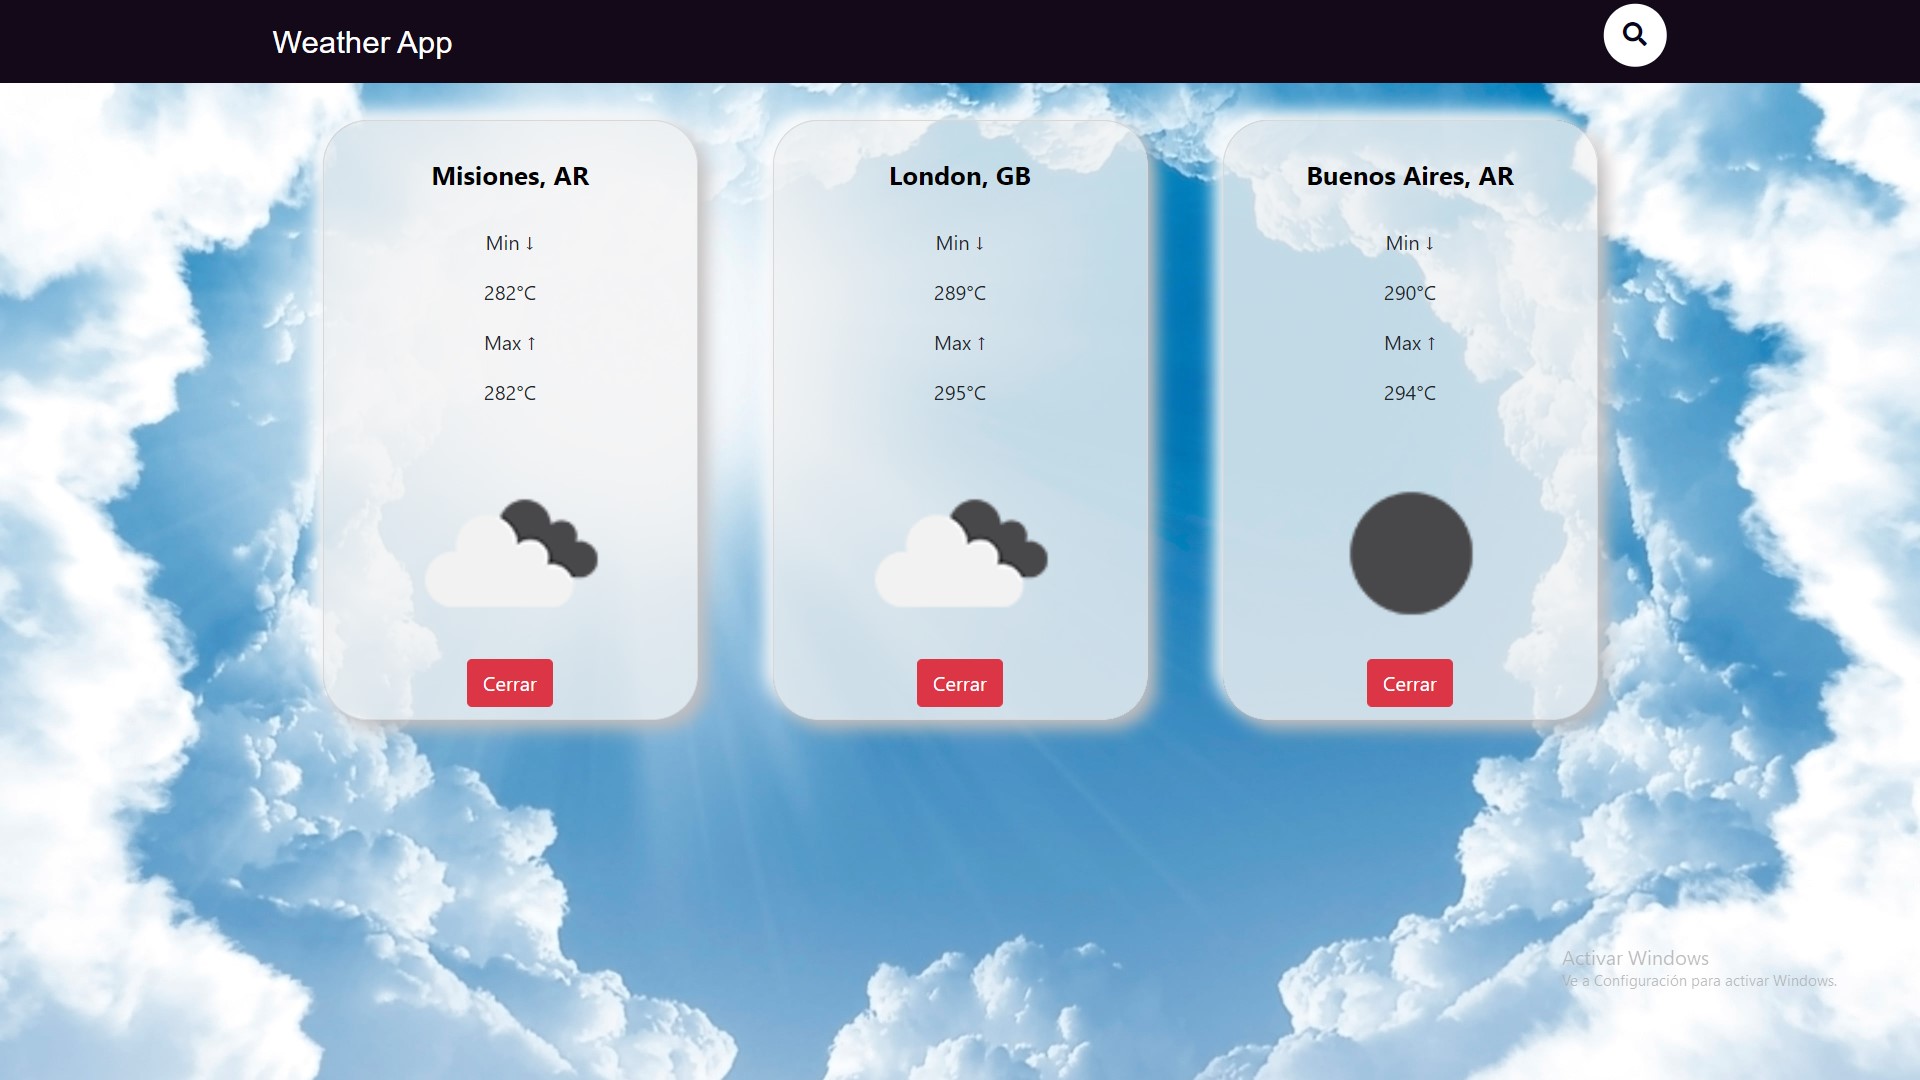 Weather App
Misiones, AR
Min ↓
282°C
Max ↑
282°C
Cerrar
London, GB
Min ↓
289°C
Max ↑
295°C
Cerrar
Buenos Aires, AR
Min ↓
290°C
Max ↑
294°C
Cerrar
Activar Windows
Ve a Configuración para activar Windows.